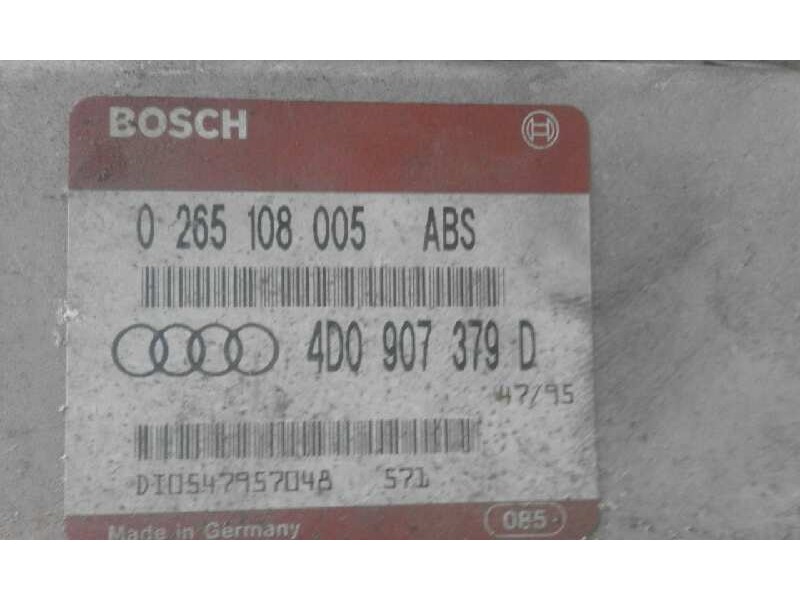 BOSCH
0 265 108 005 ABS
4D0 907 379 D
47/95
DI0547957048 571
Made in Germany 085